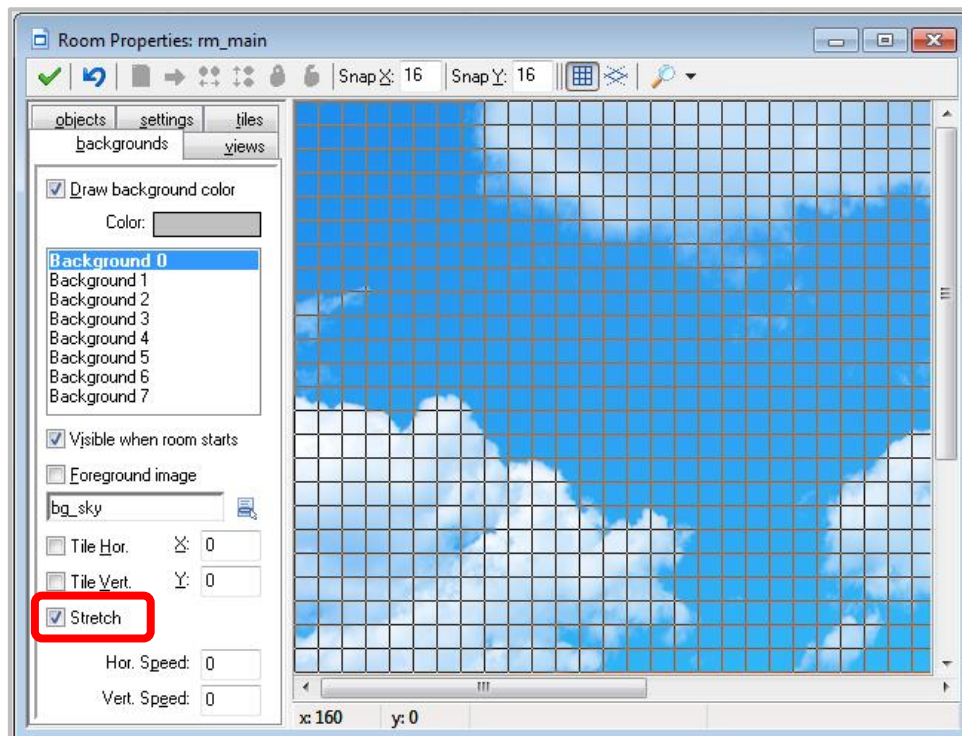 Room Properties: rm_main
Snap X: 16 Snap Y: 16
objects settings tiles
backgrounds views
Draw background color
Color:
Background 0
Background 1
Background 2
Background 3
Background 4
Background 5
Background 6
Background 7
Visible when room starts
Foreground image
bg_sky
Tile Hor. X: 0
Tile Vert. Y: 0
Stretch
Hor. Speed: 0
Vert. Speed: 0
x: 160 y: 0